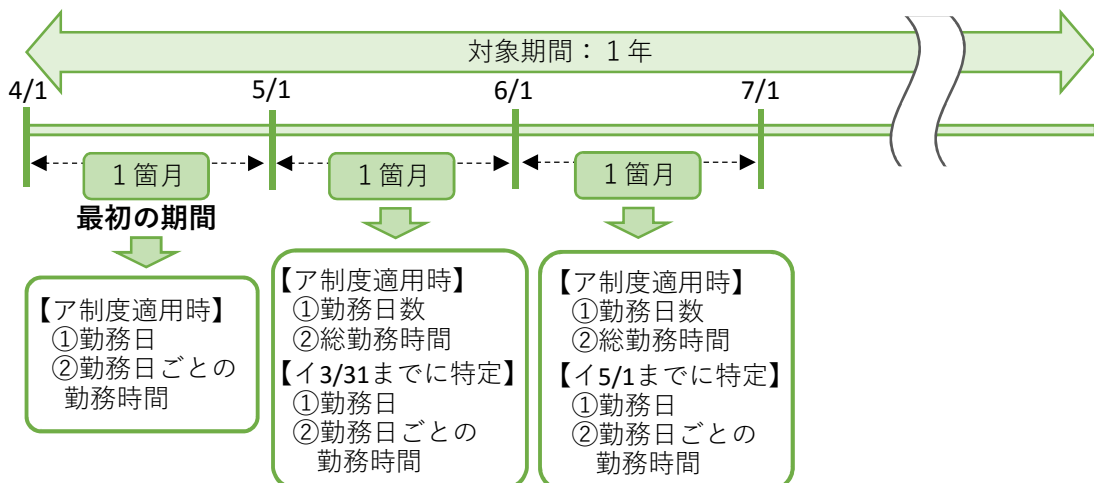 対象期間：１年
4/1
5/1
6/1
7/1
１箇月
１箇月
１箇月
最初の期間
【ア制度適用時】
①勤務日
②勤務日ごとの
勤務時間
【ア制度適用時】
①勤務日数
②総勤務時間
【イ3/31までに特定】
①勤務日
②勤務日ごとの
勤務時間
【ア制度適用時】
①勤務日数
②総勤務時間
【イ5/1までに特定】
①勤務日
②勤務日ごとの
勤務時間